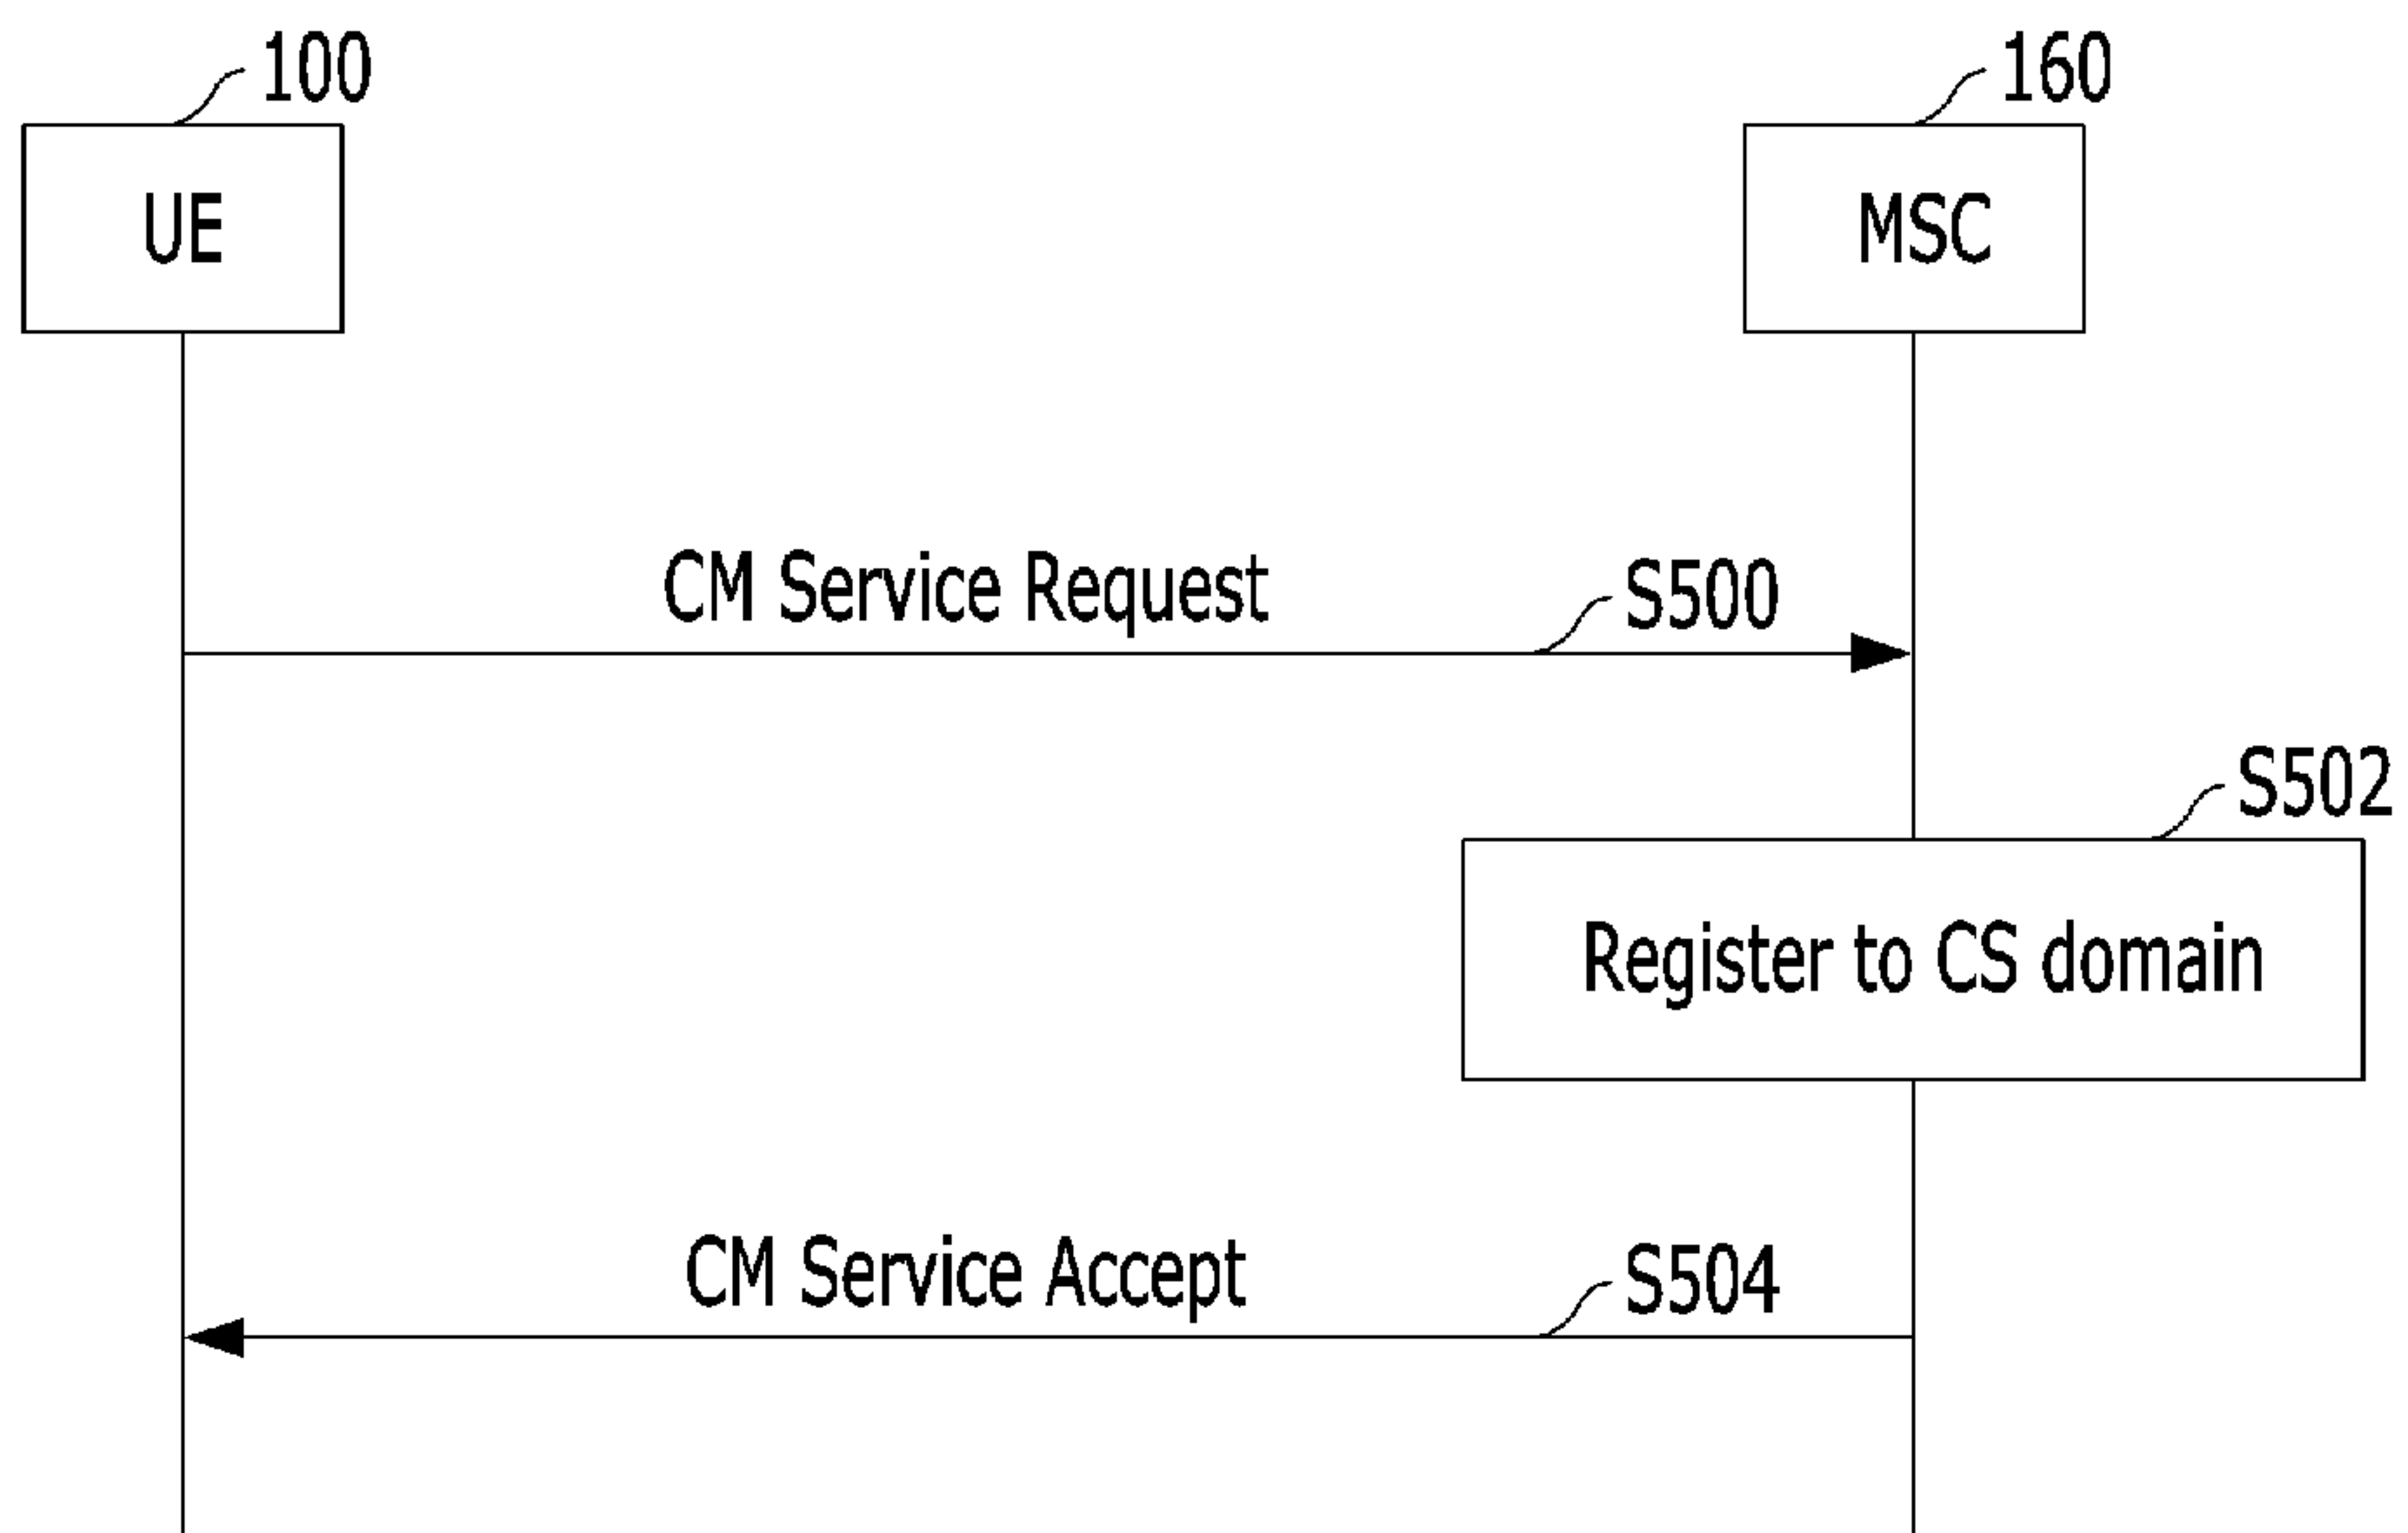 100
160
UE
MSC
CM Service Request
S500
S502
Register to CS domain
CM Service Accept
S504